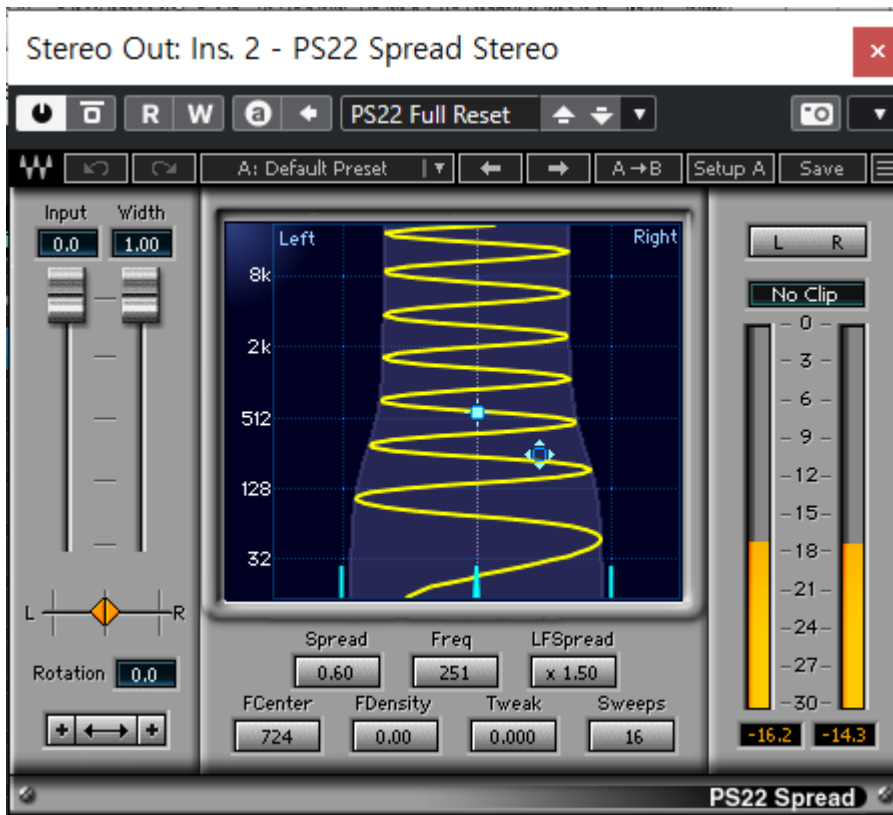 Stereo Out: Ins. 2 - PS22 Spread Stereo
R W a PS22 Full Reset
A: Default Preset A→B Setup A Save
Input Width
0.0 1.00
Left Right
8k
2k
512
128
32
L R
Rotation 0.0
Spread Freq LFSpread
0.60 251 x 1.50
FCenter FDensity Tweak Sweeps
724 0.00 0.000 16
L R
No Clip
0
3
6
9
12
15
18
21
24
27
30
-16.2 -14.3
PS22 Spread